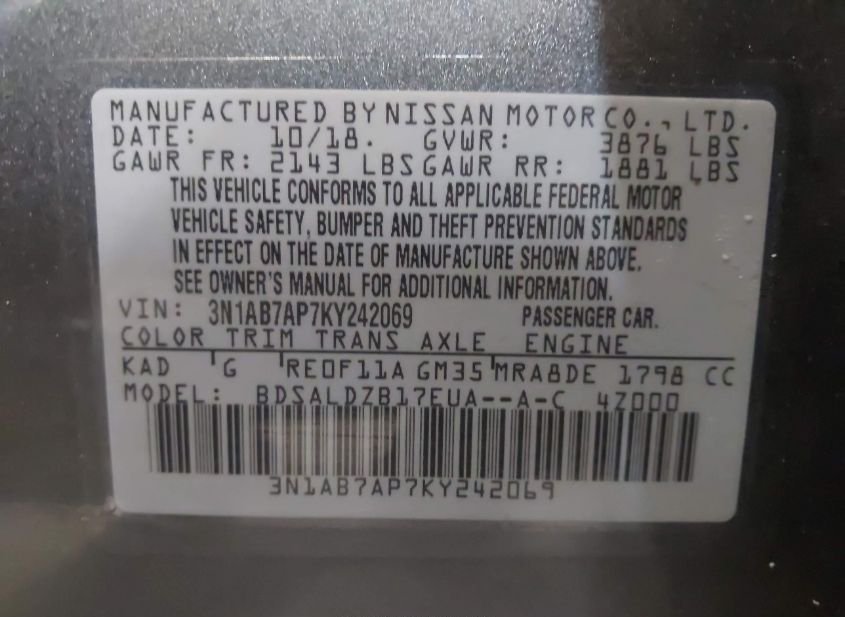 MANUFACTURED BY NISSAN MOTOR CO., LTD.
DATE: 10/18. GVWR: 3876 LBS
GAWR FR: 2143 LBS GAWR RR: 1881 LBS
THIS VEHICLE CONFORMS TO ALL APPLICABLE FEDERAL MOTOR
VEHICLE SAFETY, BUMPER AND THEFT PREVENTION STANDARDS
IN EFFECT ON THE DATE OF MANUFACTURE SHOWN ABOVE.
SEE OWNER'S MANUAL FOR ADDITIONAL INFORMATION.
VIN: 3N1AB7AP7KY242069 PASSENGER CAR.
COLOR TRIM TRANS AXLE ENGINE
KAD G RE0F11A GM35 MRA8DE 1798 CC
MODEL: BDSALDZB17EUA--A-C 4Z000
3N1AB7AP7KY242069